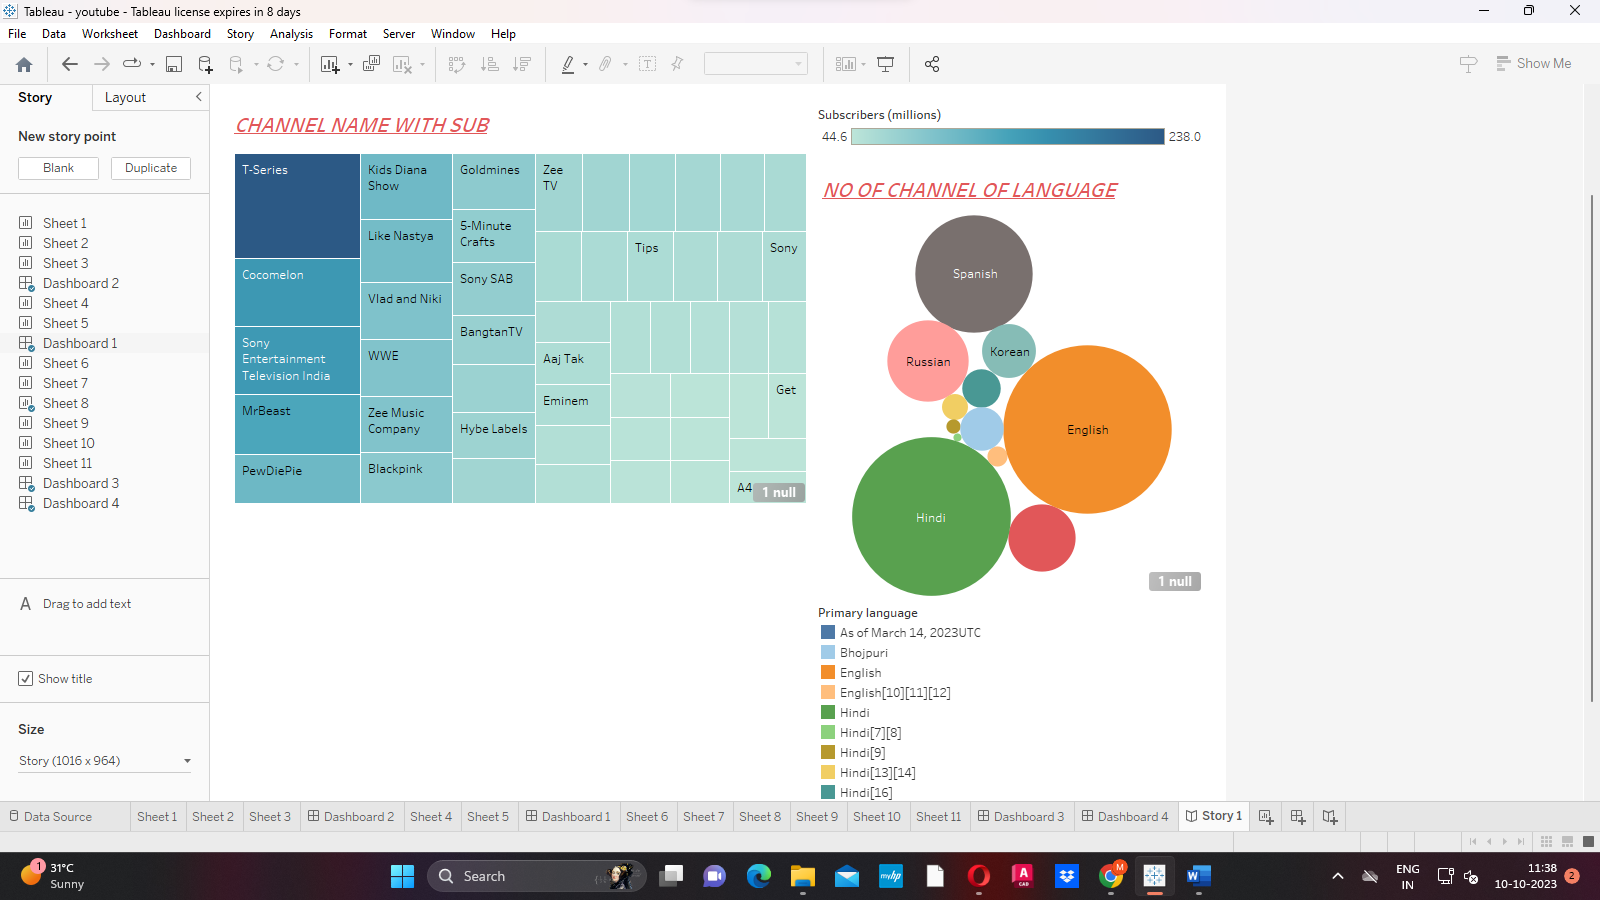 Tableau - youtube - Tableau license expires in 8 days
File Data Worksheet Dashboard Story Analysis Format Server Window Help
Show Me
Story Layout
New story point
Blank Duplicate
Sheet 1
Sheet 2
Sheet 3
Dashboard 2
Sheet 4
Sheet 5
Dashboard 1
Sheet 6
Sheet 7
Sheet 8
Sheet 9
Sheet 10
Sheet 11
Dashboard 3
Dashboard 4
A Drag to add text
Show title
Size
Story (1016 x 964)
CHANNEL NAME WITH SUB
T-Series
Cocomelon
Sony
Entertainment
Television India
MrBeast
PewDiePie
Kids Diana
Show
Like Nastya
Vlad and Niki
WWE
Zee Music
Company
Blackpink
Goldmines
5-Minute
Crafts
Sony SAB
BangtanTV
Hybe Labels
Zee
TV
Tips
Sony
Aaj Tak
Eminem
Get
A4
1 null
Subscribers (millions)
44.6 238.0
NO OF CHANNEL OF LANGUAGE
Spanish
Russian
Korean
English
Hindi
1 null
Primary language
As of March 14, 2023UTC
Bhojpuri
English
English[10][11][12]
Hindi
Hindi[7][8]
Hindi[9]
Hindi[13][14]
Hindi[16]
Data Source Sheet 1 Sheet 2 Sheet 3 Dashboard 2 Sheet 4 Sheet 5 Dashboard 1 Sheet 6 Sheet 7 Sheet 8 Sheet 9 Sheet 10 Sheet 11 Dashboard 3 Dashboard 4 Story 1
1
31°C
Sunny
Search
myhp
A
CAD
M
W
ENG
IN
11:38
10-10-2023
2